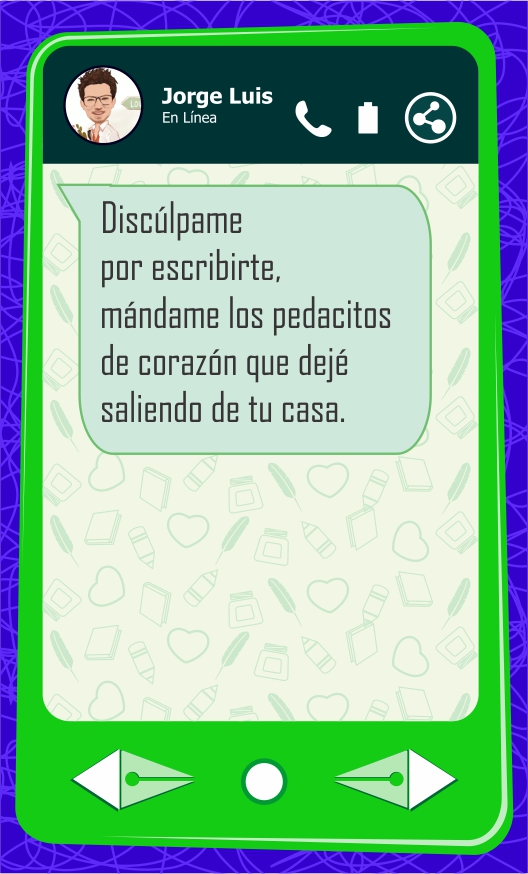 Jorge Luis
En Línea
Discúlpame
por escribirte,
mándame los pedacitos
de corazón que dejé
saliendo de tu casa.